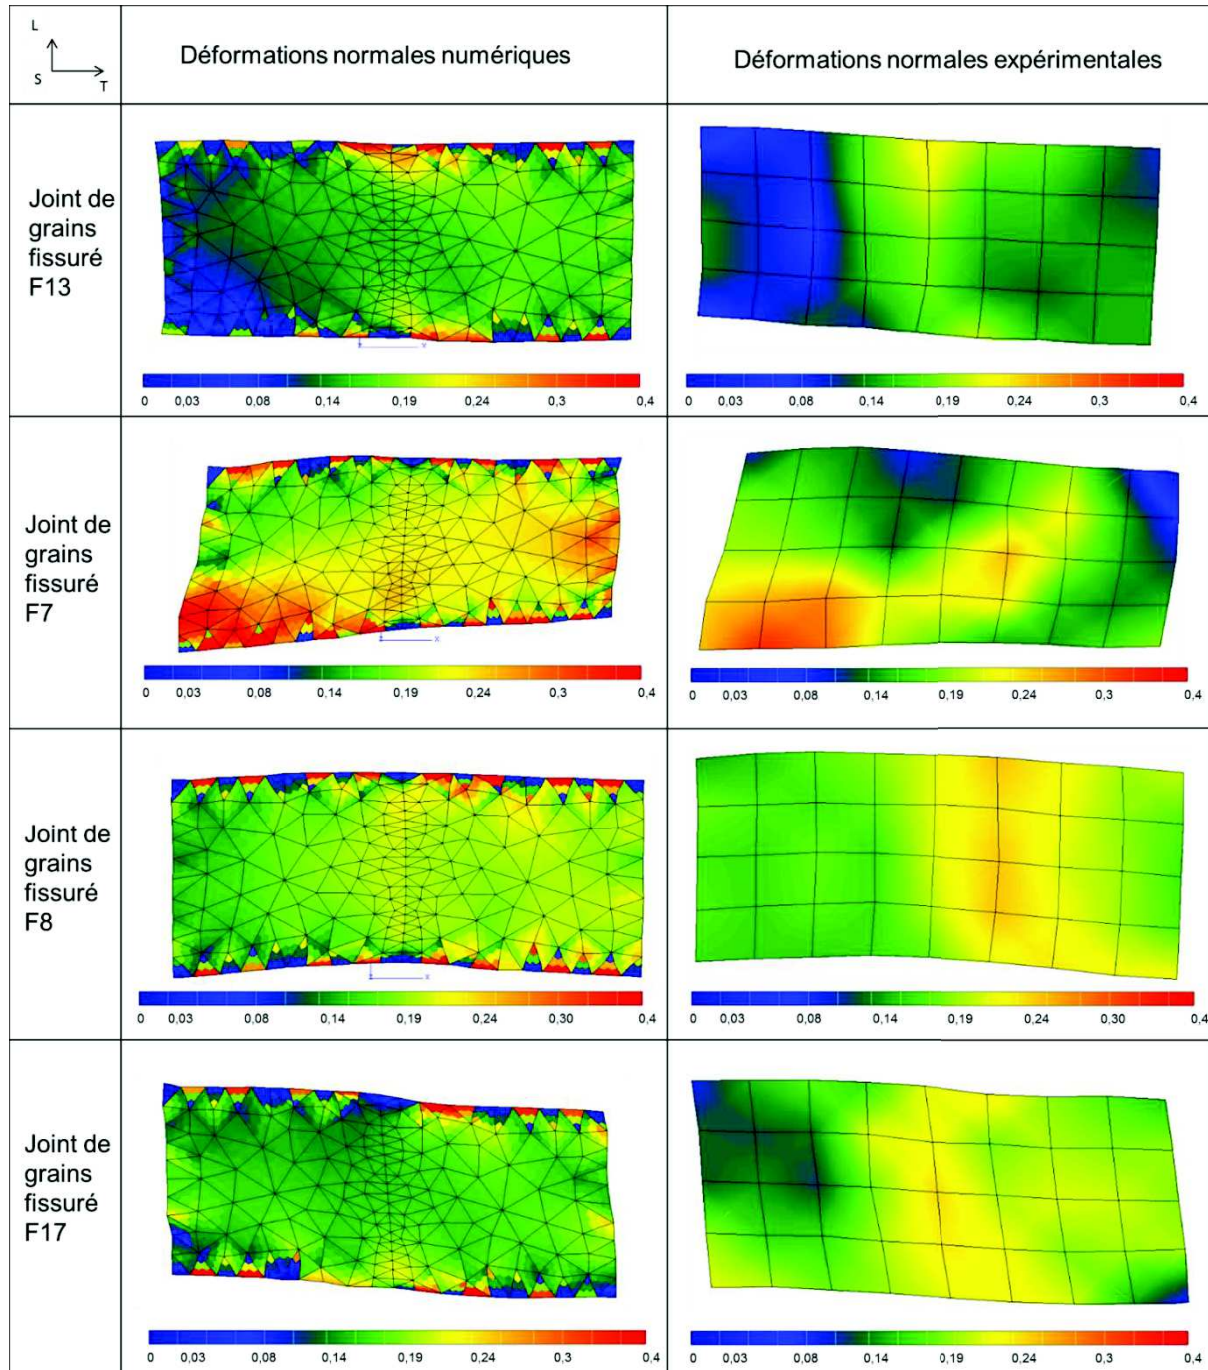 L
S
T
Déformations normales numériques
Déformations normales expérimentales
Joint de
grains
fissuré
F13
x
0 0,03 0,08 0,14 0,19 0,24 0,3 0,4
0 0,03 0,08 0,14 0,19 0,24 0,3 0,4
Joint de
grains
fissuré
F7
x
0 0,03 0,08 0,14 0,19 0,24 0,3 0,4
0 0,03 0,08 0,14 0,19 0,24 0,3 0,4
Joint de
grains
fissuré
F8
x
0 0,03 0,08 0,14 0,19 0,24 0,30 0,4
0 0,03 0,08 0,14 0,19 0,24 0,30 0,4
Joint de
grains
fissuré
F17
0 0,03 0,08 0,14 0,19 0,24 0,3 0,4
0 0,03 0,08 0,14 0,19 0,24 0,3 0,4